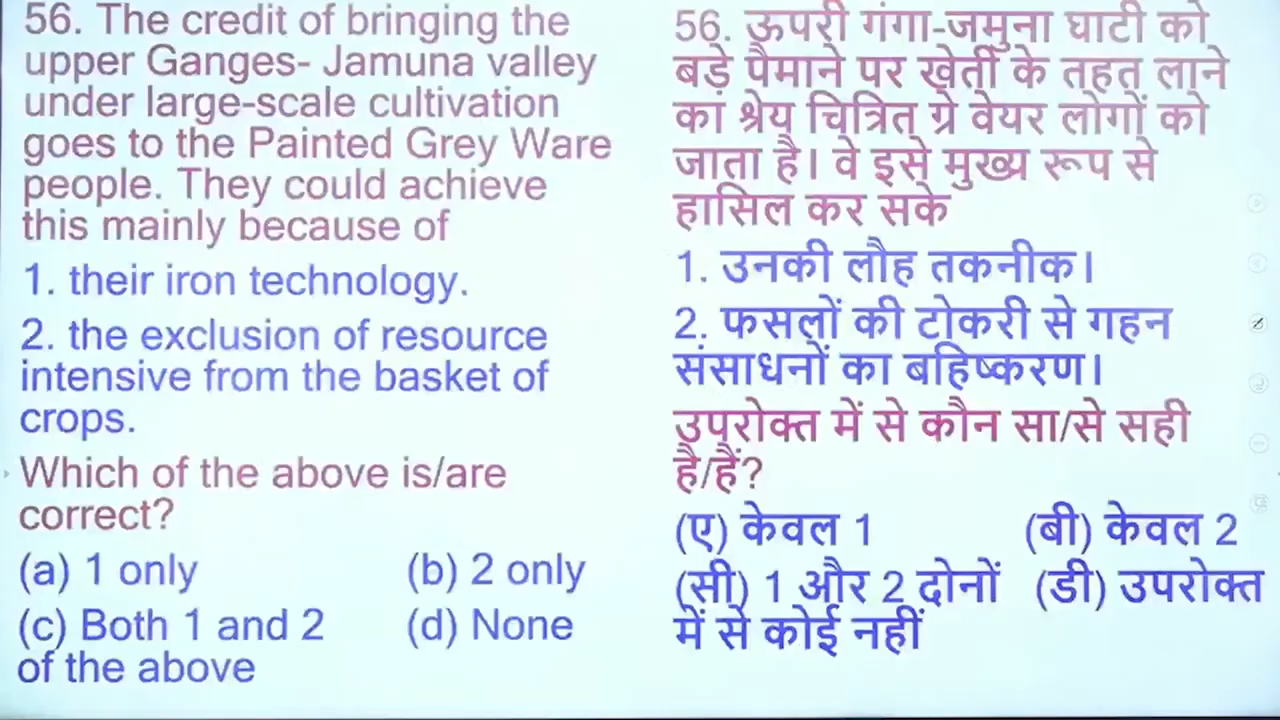 56. The credit of bringing the
upper Ganges- Jamuna valley
under large-scale cultivation
goes to the Painted Grey Ware
people. They could achieve
this mainly because of
1. their iron technology.
2. the exclusion of resource
intensive from the basket of
crops.
Which of the above is/are
correct?
(a) 1 only (b) 2 only
(c) Both 1 and 2 (d) None
of the above
56. ऊपरी गंगा-जमुना घाटी को
बड़े पैमाने पर खेती के तहत लाने
का श्रेय चित्रित ग्रे वेयर लोगों को
जाता है। वे इसे मुख्य रूप से
हासिल कर सके
1. उनकी लौह तकनीक।
2. फसलों की टोकरी से गहन
संसाधनों का बहिष्करण।
उपरोक्त में से कौन सा/से सही
है/हैं?
(ए) केवल 1 (बी) केवल 2
(सी) 1 और 2 दोनों (डी) उपरोक्त
में से कोई नहीं